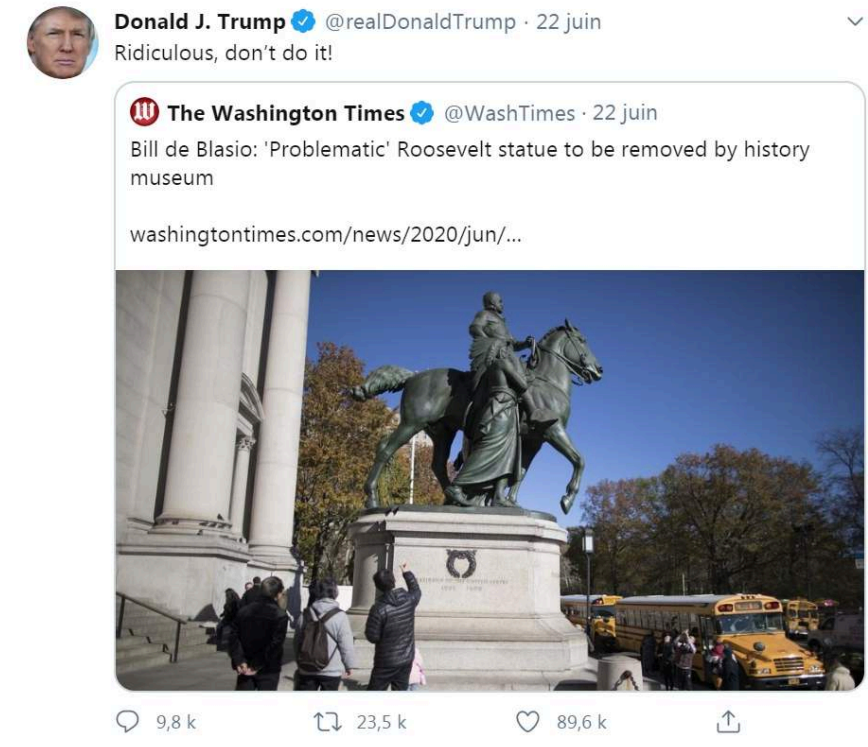 Donald J. Trump @realDonaldTrump · 22 juin
Ridiculous, don't do it!
The Washington Times @WashTimes · 22 juin
Bill de Blasio: 'Problematic' Roosevelt statue to be removed by history
museum
washingtontimes.com/news/2020/jun/...
9,8 k 23,5 k 89,6 k